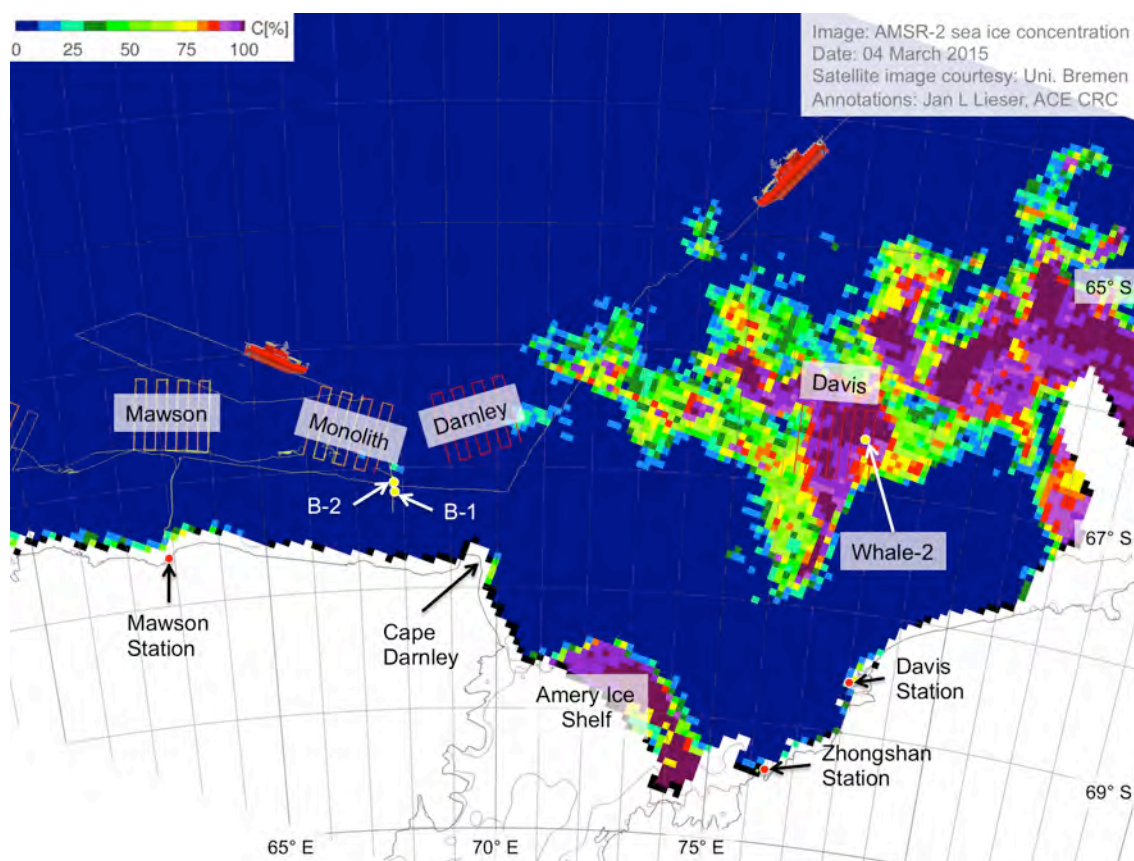 C[%]
0 25 50 75 100
Image: AMSR-2 sea ice concentration
Date: 04 March 2015
Satellite image courtesy: Uni. Bremen
Annotations: Jan L Lieser, ACE CRC
65° S
Mawson
Monolith
Darnley
Davis
B-2
B-1
Whale-2
67° S
Mawson
Station
Cape
Darnley
Amery Ice
Shelf
Davis
Station
Zhongshan
Station
69° S
65° E
70° E
75° E